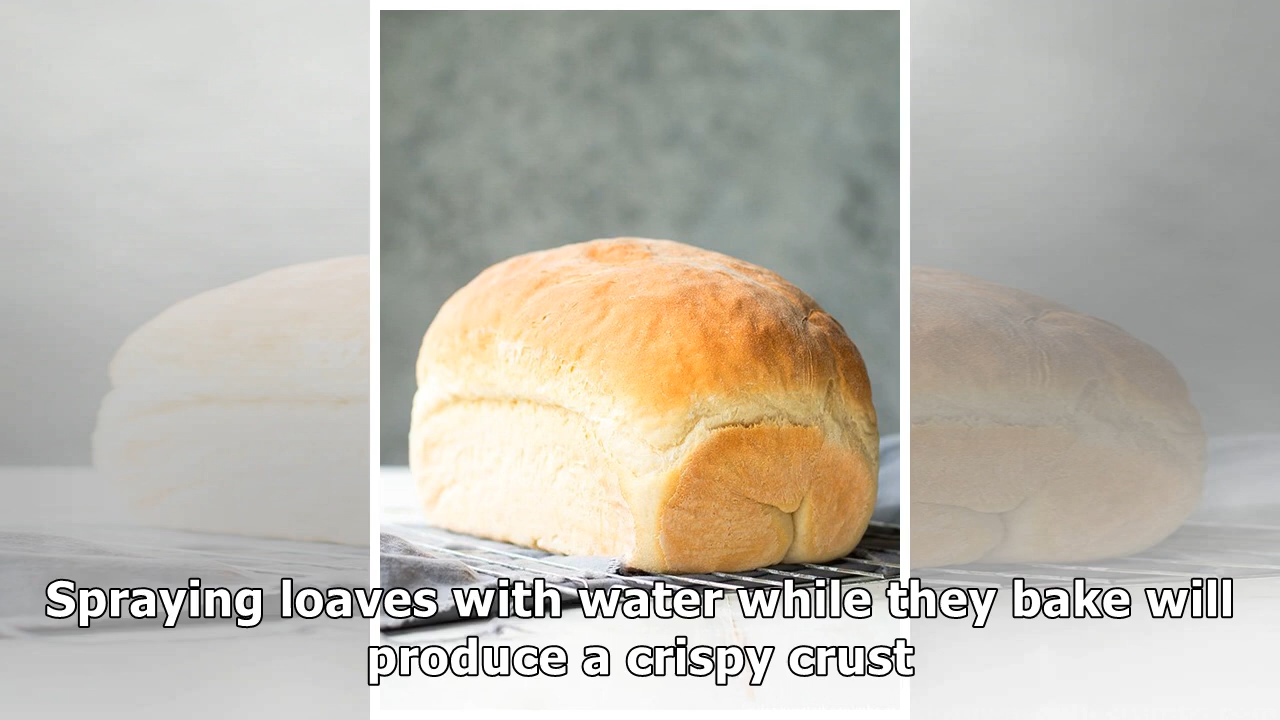 Spraying loaves with water while they bake will
produce a crispy crust